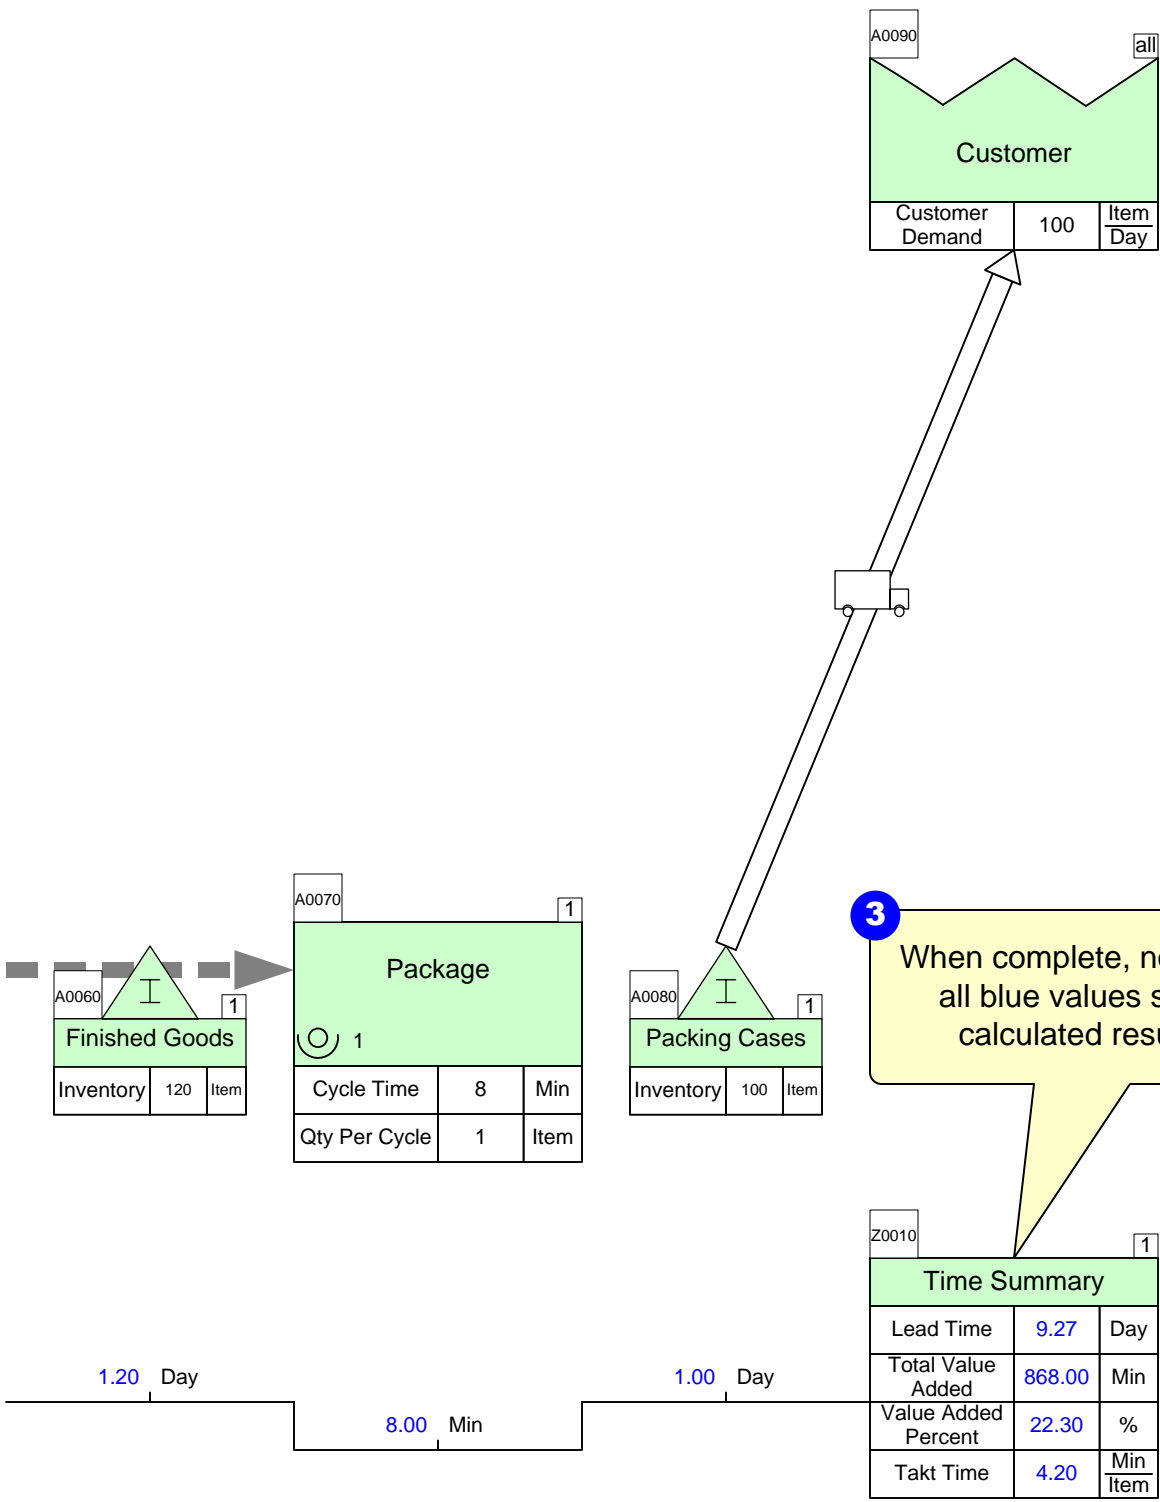 A0090
all
Customer
Customer Demand 100 Item Day
A0070
1
Package
1
Cycle Time 8 Min
Qty Per Cycle 1 Item
A0060
1
Finished Goods
Inventory 120 Item
A0080
1
Packing Cases
Inventory 100 Item
3
When complete,
all blue values
calculated
Z0010
1
Time Summary
Lead Time 9.27 Day
Total Value Added 868.00 Min
Value Added Percent 22.30 %
Takt Time 4.20 Min Item
1.20 Day
8.00 Min
1.00 Day